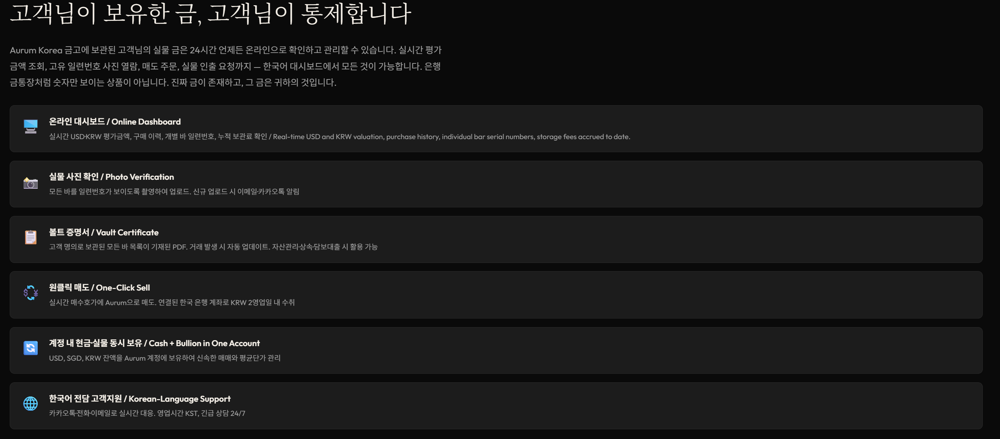 고객님이 보유한 금, 고객님이 통제합니다
Aurum Korea 금고에 보관된 고객님의 실물 금은 24시간 언제든 온라인으로 확인하고 관리할 수 있습니다. 실시간 평가
금액 조회, 고유 일련번호 사진 열람, 매도 주문, 실물 인출 요청까지 — 한국어 대시보드에서 모든 것이 가능합니다. 은행
금통장처럼 숫자만 보이는 상품이 아닙니다. 진짜 금이 존재하고, 그 금은 귀하의 것입니다.
온라인 대시보드 / Online Dashboard
실시간 USD·KRW 평가금액, 구매 이력, 개별 바 일련번호, 누적 보관료 확인 / Real-time USD and KRW valuation, purchase history, individual bar serial numbers, storage fees accrued to date.
실물 사진 확인 / Photo Verification
모든 바를 일련번호가 보이도록 촬영하여 업로드. 신규 업로드 시 이메일·카카오톡 알림
볼트 증명서 / Vault Certificate
고객 명의로 보관된 모든 바 목록이 기재된 PDF. 거래 발생 시 자동 업데이트. 자산관리·상속·담보대출 시 활용 가능
원클릭 매도 / One-Click Sell
실시간 매수호가에 Aurum으로 매도. 연결된 한국 은행 계좌로 KRW 2영업일 내 수취
계정 내 현금·실물 동시 보유 / Cash + Bullion in One Account
USD, SGD, KRW 잔액을 Aurum 계정에 보유하여 신속한 매매와 평균단가 관리
한국어 전담 고객지원 / Korean-Language Support
카카오톡·전화·이메일로 실시간 대응. 영업시간 KST, 긴급 상담 24/7